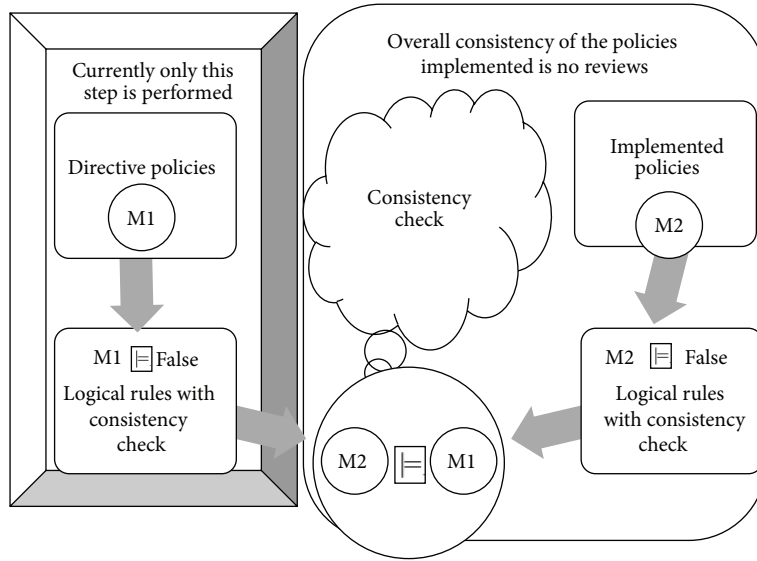 Currently only this
step is performed
Directive policies
M1
M1 ⊨ False
Logical rules with
consistency
check
Overall consistency of the policies
implemented is no reviews
Consistency
check
Implemented
policies
M2
M2 ⊨ False
Logical rules
with consistency
check
M2 ⊨ M1